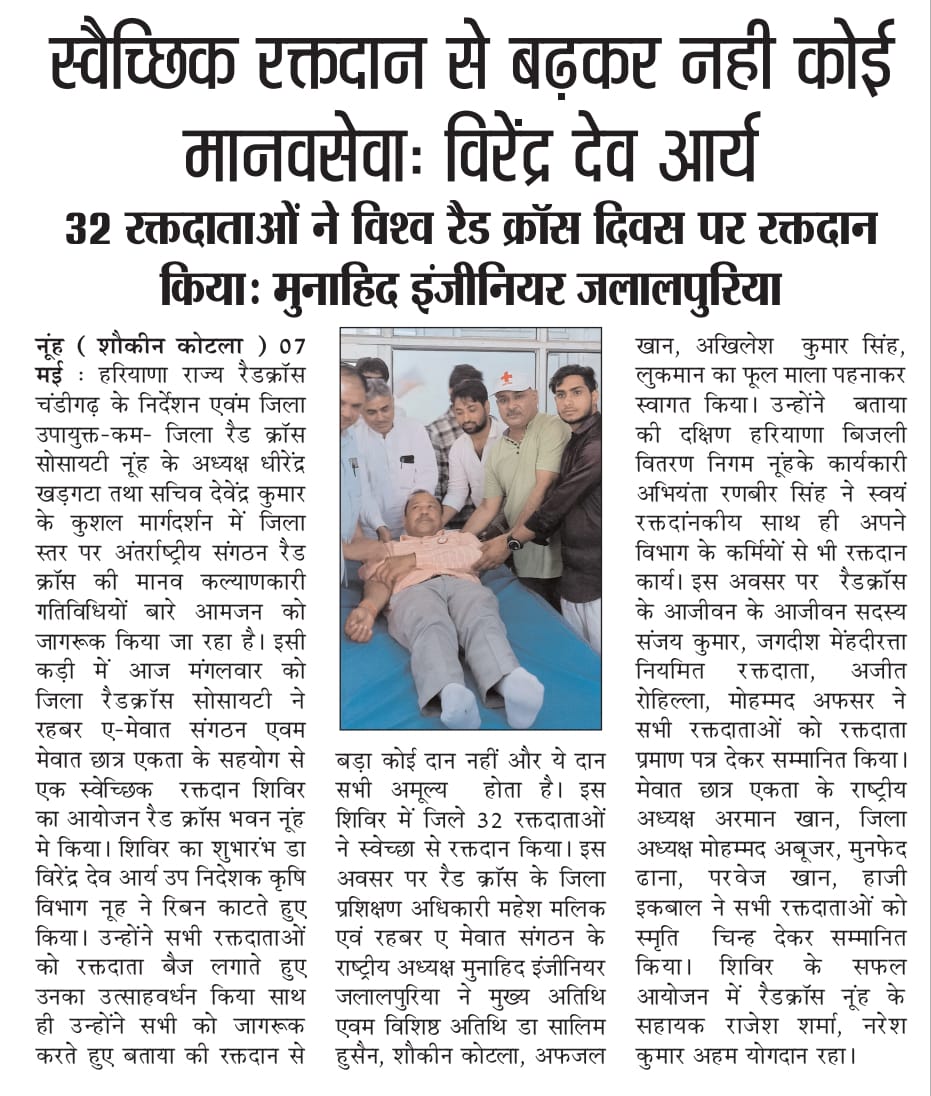 स्वैच्छिक रक्तदान से बढ़कर नही कोई
मानवसेवाः विरेंद्र देव आर्य
32 रक्तदाताओं ने विश्व रैड क्रॉस दिवस पर रक्तदान
कियाः मुनाहिद इंजीनियर जलालपुरिया
नूंह ( शौकीन कोटला ) 07
मई : हरियाणा राज्य रैडक्रॉस
चंडीगढ़ के निर्देशन एवंम जिला
उपायुक्त-कम- जिला रैड क्रॉस
सोसायटी नूंह के अध्यक्ष धीरेंद्र
खड़गटा तथा सचिव देवेंद्र कुमार
के कुशल मार्गदर्शन में जिला
स्तर पर अंतर्राष्ट्रीय संगठन रैड
क्रॉस की मानव कल्याणकारी
गतिविधियों बारे आमजन को
जागरूक किया जा रहा है। इसी
कड़ी में आज मंगलवार को
जिला रैडक्रॉस सोसायटी ने
रहबर ए-मेवात संगठन एवम
मेवात छात्र एकता के सहयोग से
एक स्वेच्छिक रक्तदान शिविर
का आयोजन रैड क्रॉस भवन नूंह
मे किया। शिविर का शुभारंभ डा
विरेंद्र देव आर्य उप निदेशक कृषि
विभाग नूह ने रिबन काटते हुए
किया। उन्होंने सभी रक्तदाताओं
को रक्तदाता बैज लगाते हुए
उनका उत्साहवर्धन किया साथ
ही उन्होंने सभी को जागरूक
करते हुए बताया की रक्तदान से
बड़ा कोई दान नहीं और ये दान
सभी अमूल्य होता है। इस
शिविर में जिले 32 रक्तदाताओं
ने स्वेच्छा से रक्तदान किया। इस
अवसर पर रैड क्रॉस के जिला
प्रशिक्षण अधिकारी महेश मलिक
एवं रहबर ए मेवात संगठन के
राष्ट्रीय अध्यक्ष मुनाहिद इंजीनियर
जलालपुरिया ने मुख्य अतिथि
एवम विशिष्ठ अतिथि डा सालिम
हुसैन, शौकीन कोटला, अफजल
खान, अखिलेश कुमार सिंह,
लुकमान का फूल माला पहनाकर
स्वागत किया। उन्होंने बताया
की दक्षिण हरियाणा बिजली
वितरण निगम नूंहके कार्यकारी
अभियंता रणबीर सिंह ने स्वयं
रक्तदांनकीय साथ ही अपने
विभाग के कर्मियों से भी रक्तदान
कार्य। इस अवसर पर रैडक्रॉस
के आजीवन के आजीवन सदस्य
संजय कुमार, जगदीश मेंहदीरत्ता
नियमित रक्तदाता, अजीत
रोहिल्ला, मोहम्मद अफसर ने
सभी रक्तदाताओं को रक्तदाता
प्रमाण पत्र देकर सम्मानित किया।
मेवात छात्र एकता के राष्ट्रीय
अध्यक्ष अरमान खान, जिला
अध्यक्ष मोहम्मद अबूजर, मुनफेद
ढाना, परवेज खान, हाजी
इकबाल ने सभी रक्तदाताओं को
स्मृति चिन्ह देकर सम्मानित
किया। शिविर के सफल
आयोजन में रैडक्रॉस नूंह के
सहायक राजेश शर्मा, नरेश
कुमार अहम योगदान रहा।